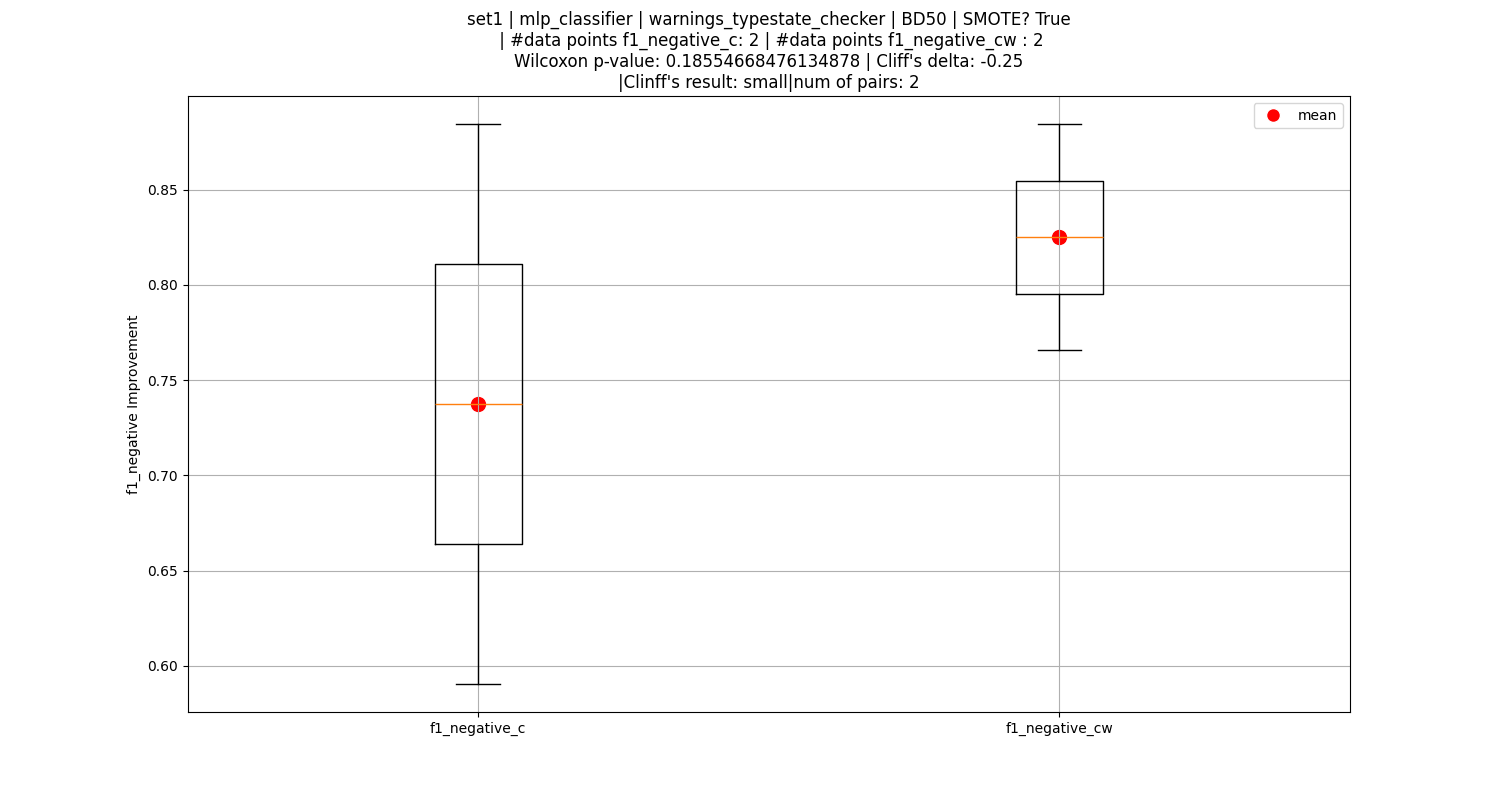 set1 | mlp_classifier | warnings_typestate_checker | BD50 | SMOTE? True
| #data points f1_negative_c: 2 | #data points f1_negative_cw : 2
Wilcoxon p-value: 0.18554668476134878 | Cliff's delta: -0.25
|Clinff's result: small|num of pairs: 2
mean
0.85
0.80
0.75
0.70
0.65
0.60
f1_negative Improvement
f1_negative_c
f1_negative_cw